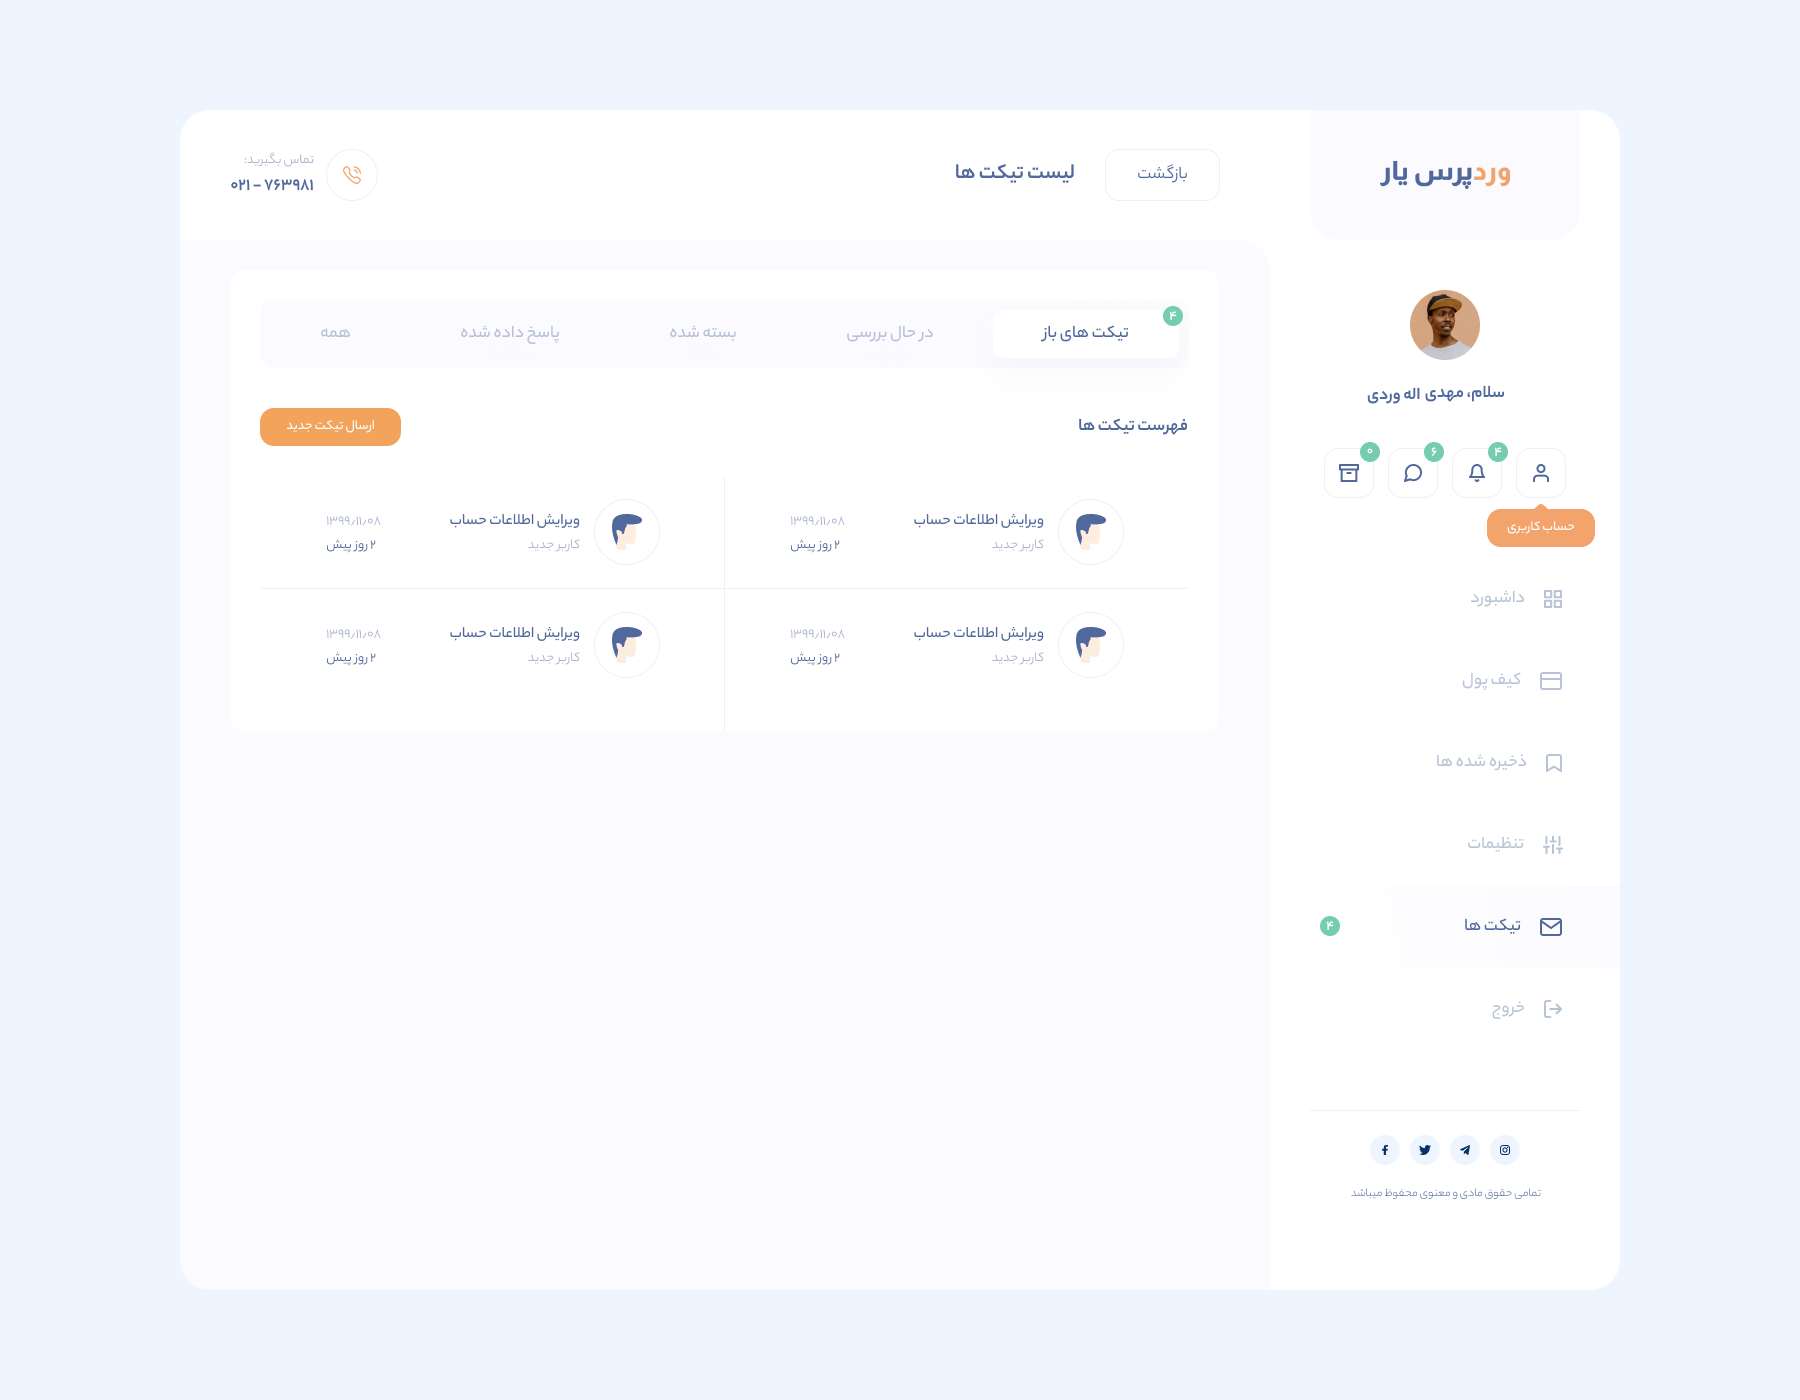 وردپرس یار
بازگشت
لیست تیکت ها
تماس بگیرید:
۰۲۱ – ۷۶۳۹۸۱
سلام، مهدی اله وردی
۴
۶
۰
حساب کاربری
داشبورد
کیف پول
ذخیره شده ها
تنظیمات
تیکت ها
۴
خروج
تمامی حقوق مادی و معنوی محفوظ میباشد
تیکت های باز
۴
در حال بررسی
بسته شده
پاسخ داده شده
همه
فهرست تیکت ها
ارسال تیکت جدید
ویرایش اطلاعات حساب
۱۳۹۹/۱۱/۰۸
کاربر جدید
۲ روز پیش
ویرایش اطلاعات حساب
۱۳۹۹/۱۱/۰۸
کاربر جدید
۲ روز پیش
ویرایش اطلاعات حساب
۱۳۹۹/۱۱/۰۸
کاربر جدید
۲ روز پیش
ویرایش اطلاعات حساب
۱۳۹۹/۱۱/۰۸
کاربر جدید
۲ روز پیش